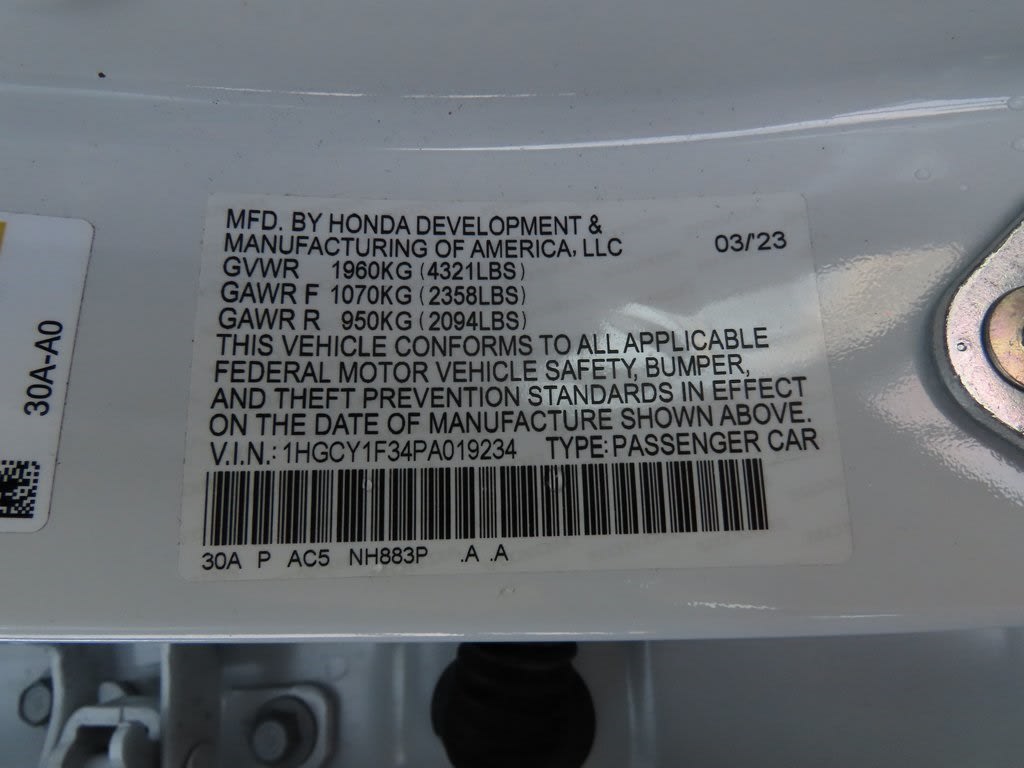 MFD. BY HONDA DEVELOPMENT &
MANUFACTURING OF AMERICA, LLC 03/'23
GVWR 1960KG (4321LBS)
GAWR F 1070KG (2358LBS)
GAWR R 950KG (2094LBS)
THIS VEHICLE CONFORMS TO ALL APPLICABLE
FEDERAL MOTOR VEHICLE SAFETY, BUMPER,
AND THEFT PREVENTION STANDARDS IN EFFECT
ON THE DATE OF MANUFACTURE SHOWN ABOVE.
V.I.N.: 1HGCY1F34PA019234 TYPE: PASSENGER CAR
30A P AC5 NH883P .A .A
30A-A0